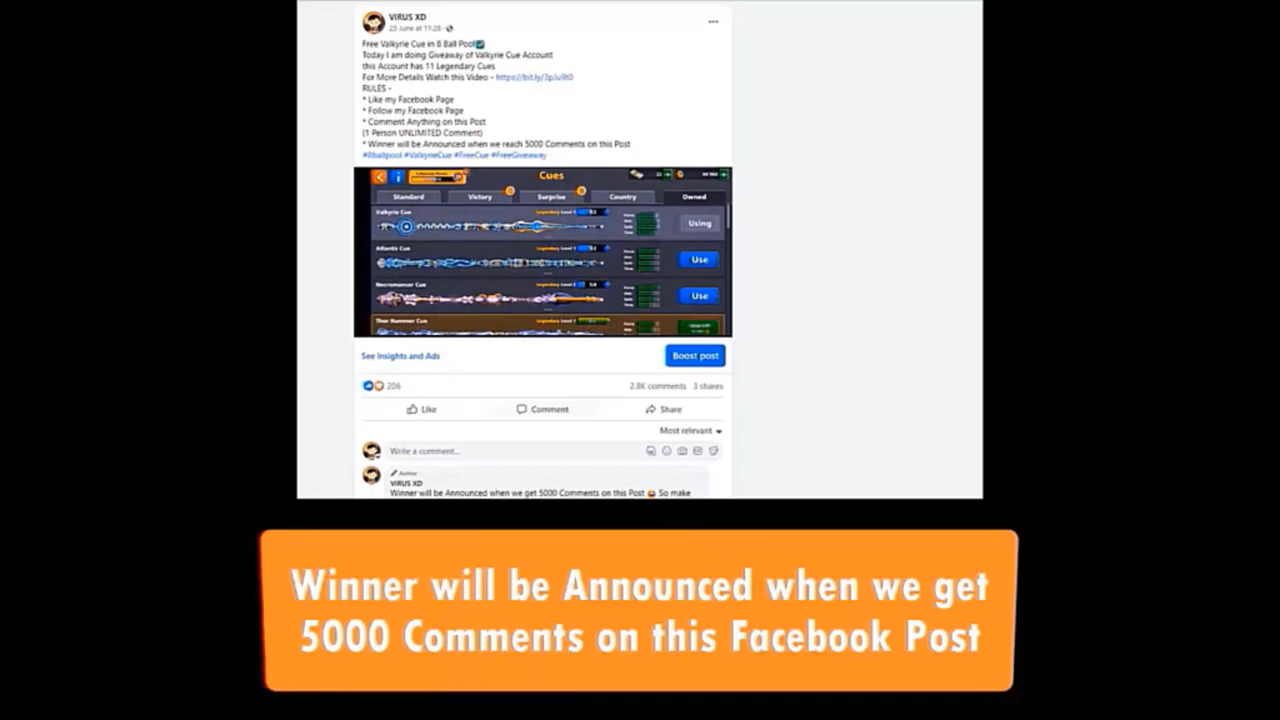 VIRUS XD
23 June at 11:28
Free Valkyrie Cue in 8 Ball Pool
Today I am doing Giveaway of Valkyrie Cue Account
this Account has 11 Legendary Cues
For More Details Watch this Video -
RULES -
* Like my Facebook Page
* Follow my Facebook Page
* Comment Anything on this Post
(1 Person UNLIMITED Comment)
* Winner will be Announced when we reach 5000 Comments on this Post
#8ballpool #ValkyrieCue #FreeCue #FreeGiveaway
Cues
Standard Victory Surprise Country Owned
Valkyrie Cue
Using
Atlantis Cue
Use
Necromancer Cue
Use
Thor Hammer Cue
See Insights and Ads
Boost post
206 2.8K comments 3 shares
Like Comment Share
Most relevant
Write a comment...
Author
VIRUS XD
Winner will be Announced when we get 5000 Comments on this Post So make
Winner will be Announced when we get
5000 Comments on this Facebook Post